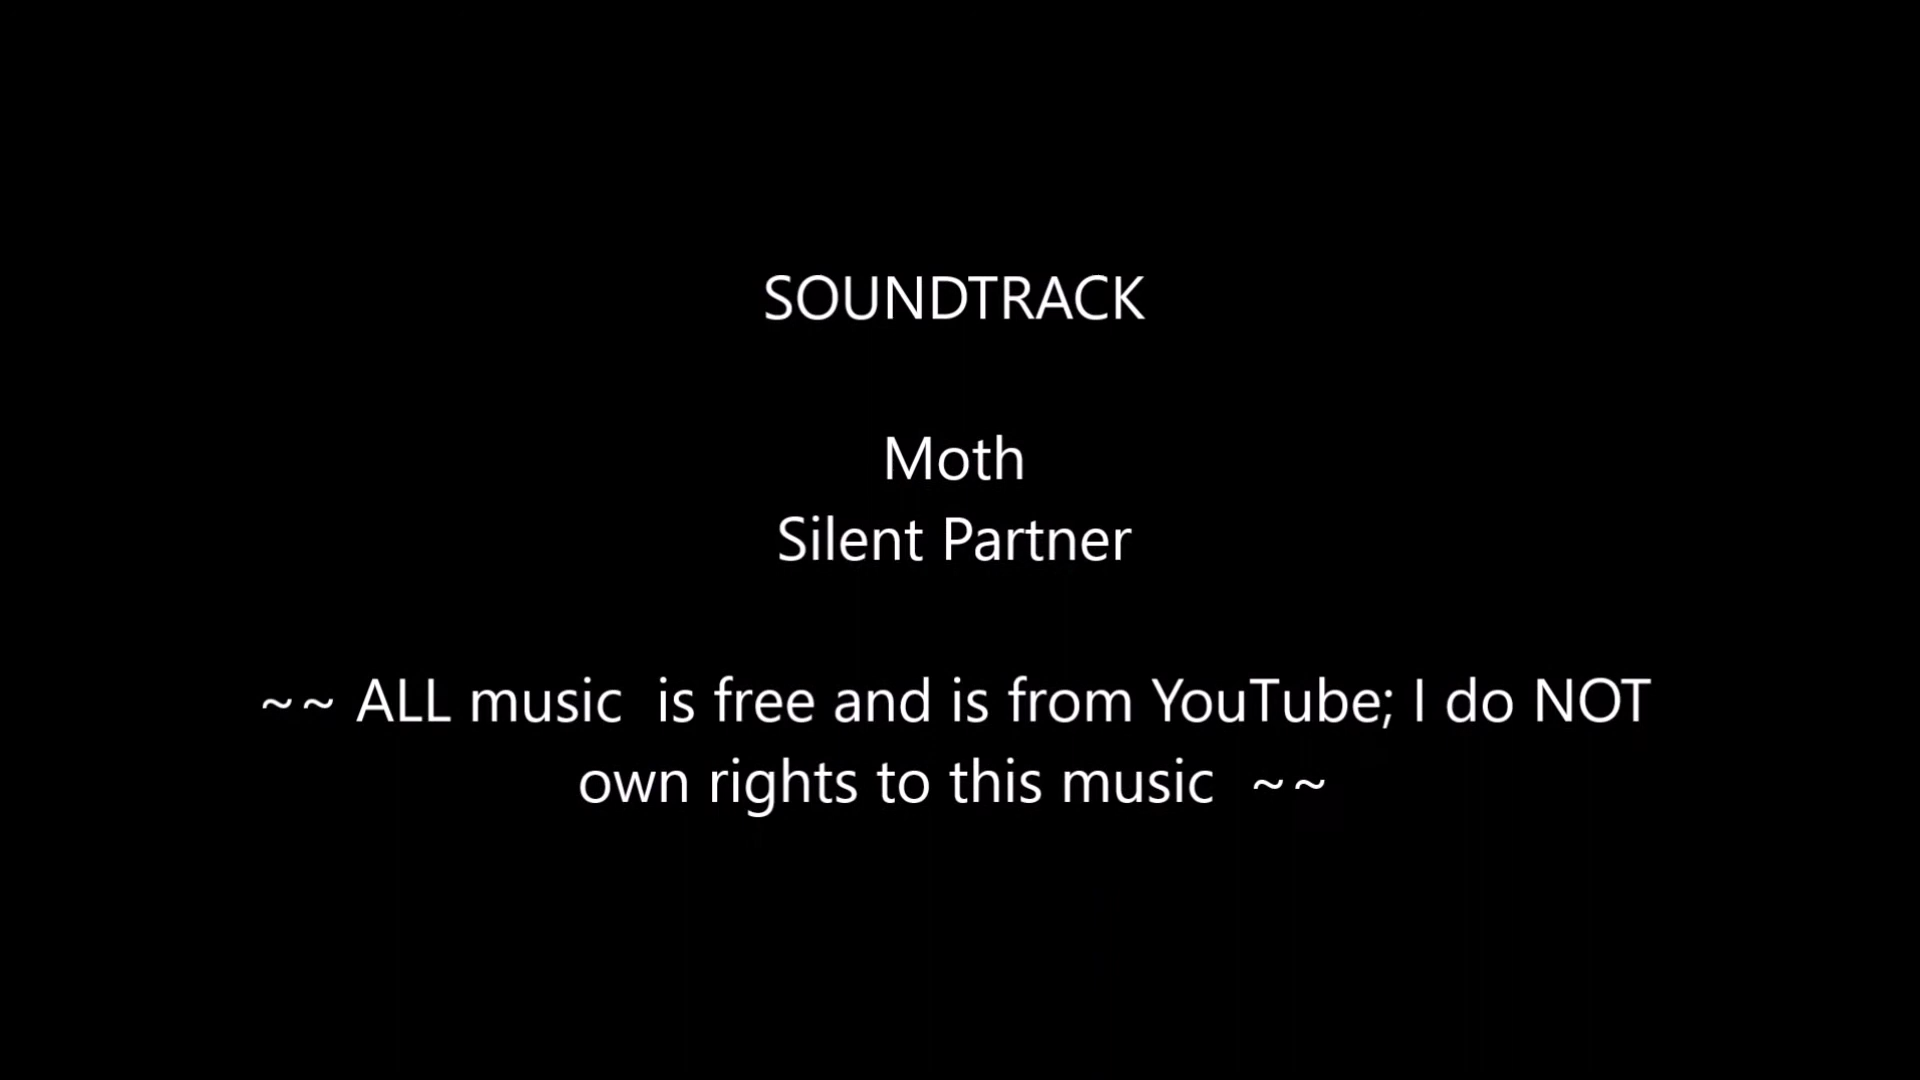 SOUNDTRACK
Moth
Silent Partner
~~ ALL music  is free and is from YouTube; I do NOT
own rights to this music  ~~